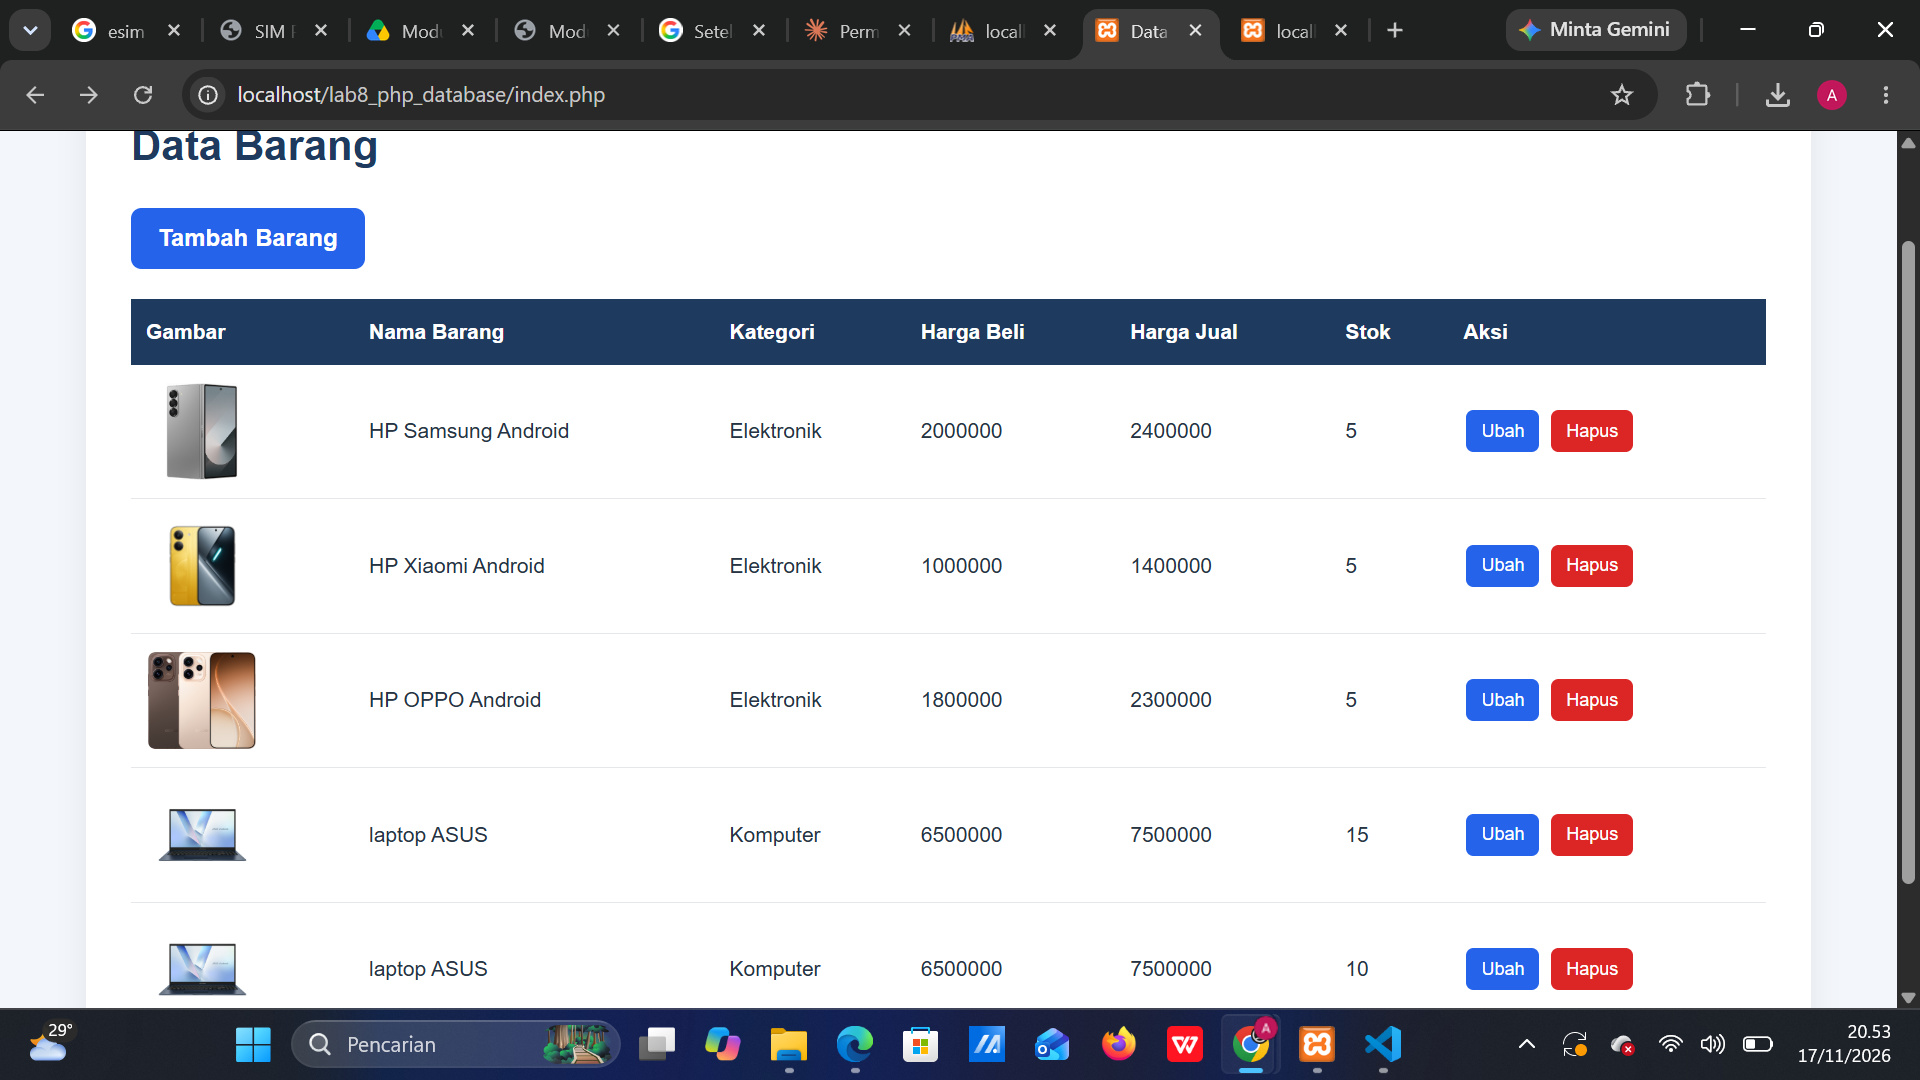 esim
SIM
Modu
Mod
Setel
Perm
local
Data
local
Minta Gemini
localhost/lab8_php_database/index.php
A
Data Barang
Tambah Barang
Gambar Nama Barang Kategori Harga Beli Harga Jual Stok Aksi
HP Samsung Android Elektronik 2000000 2400000 5 Ubah Hapus
HP Xiaomi Android Elektronik 1000000 1400000 5 Ubah Hapus
HP OPPO Android Elektronik 1800000 2300000 5 Ubah Hapus
laptop ASUS Komputer 6500000 7500000 15 Ubah Hapus
laptop ASUS Komputer 6500000 7500000 10 Ubah Hapus
29°
Pencarian
A
20.53
17/11/2026